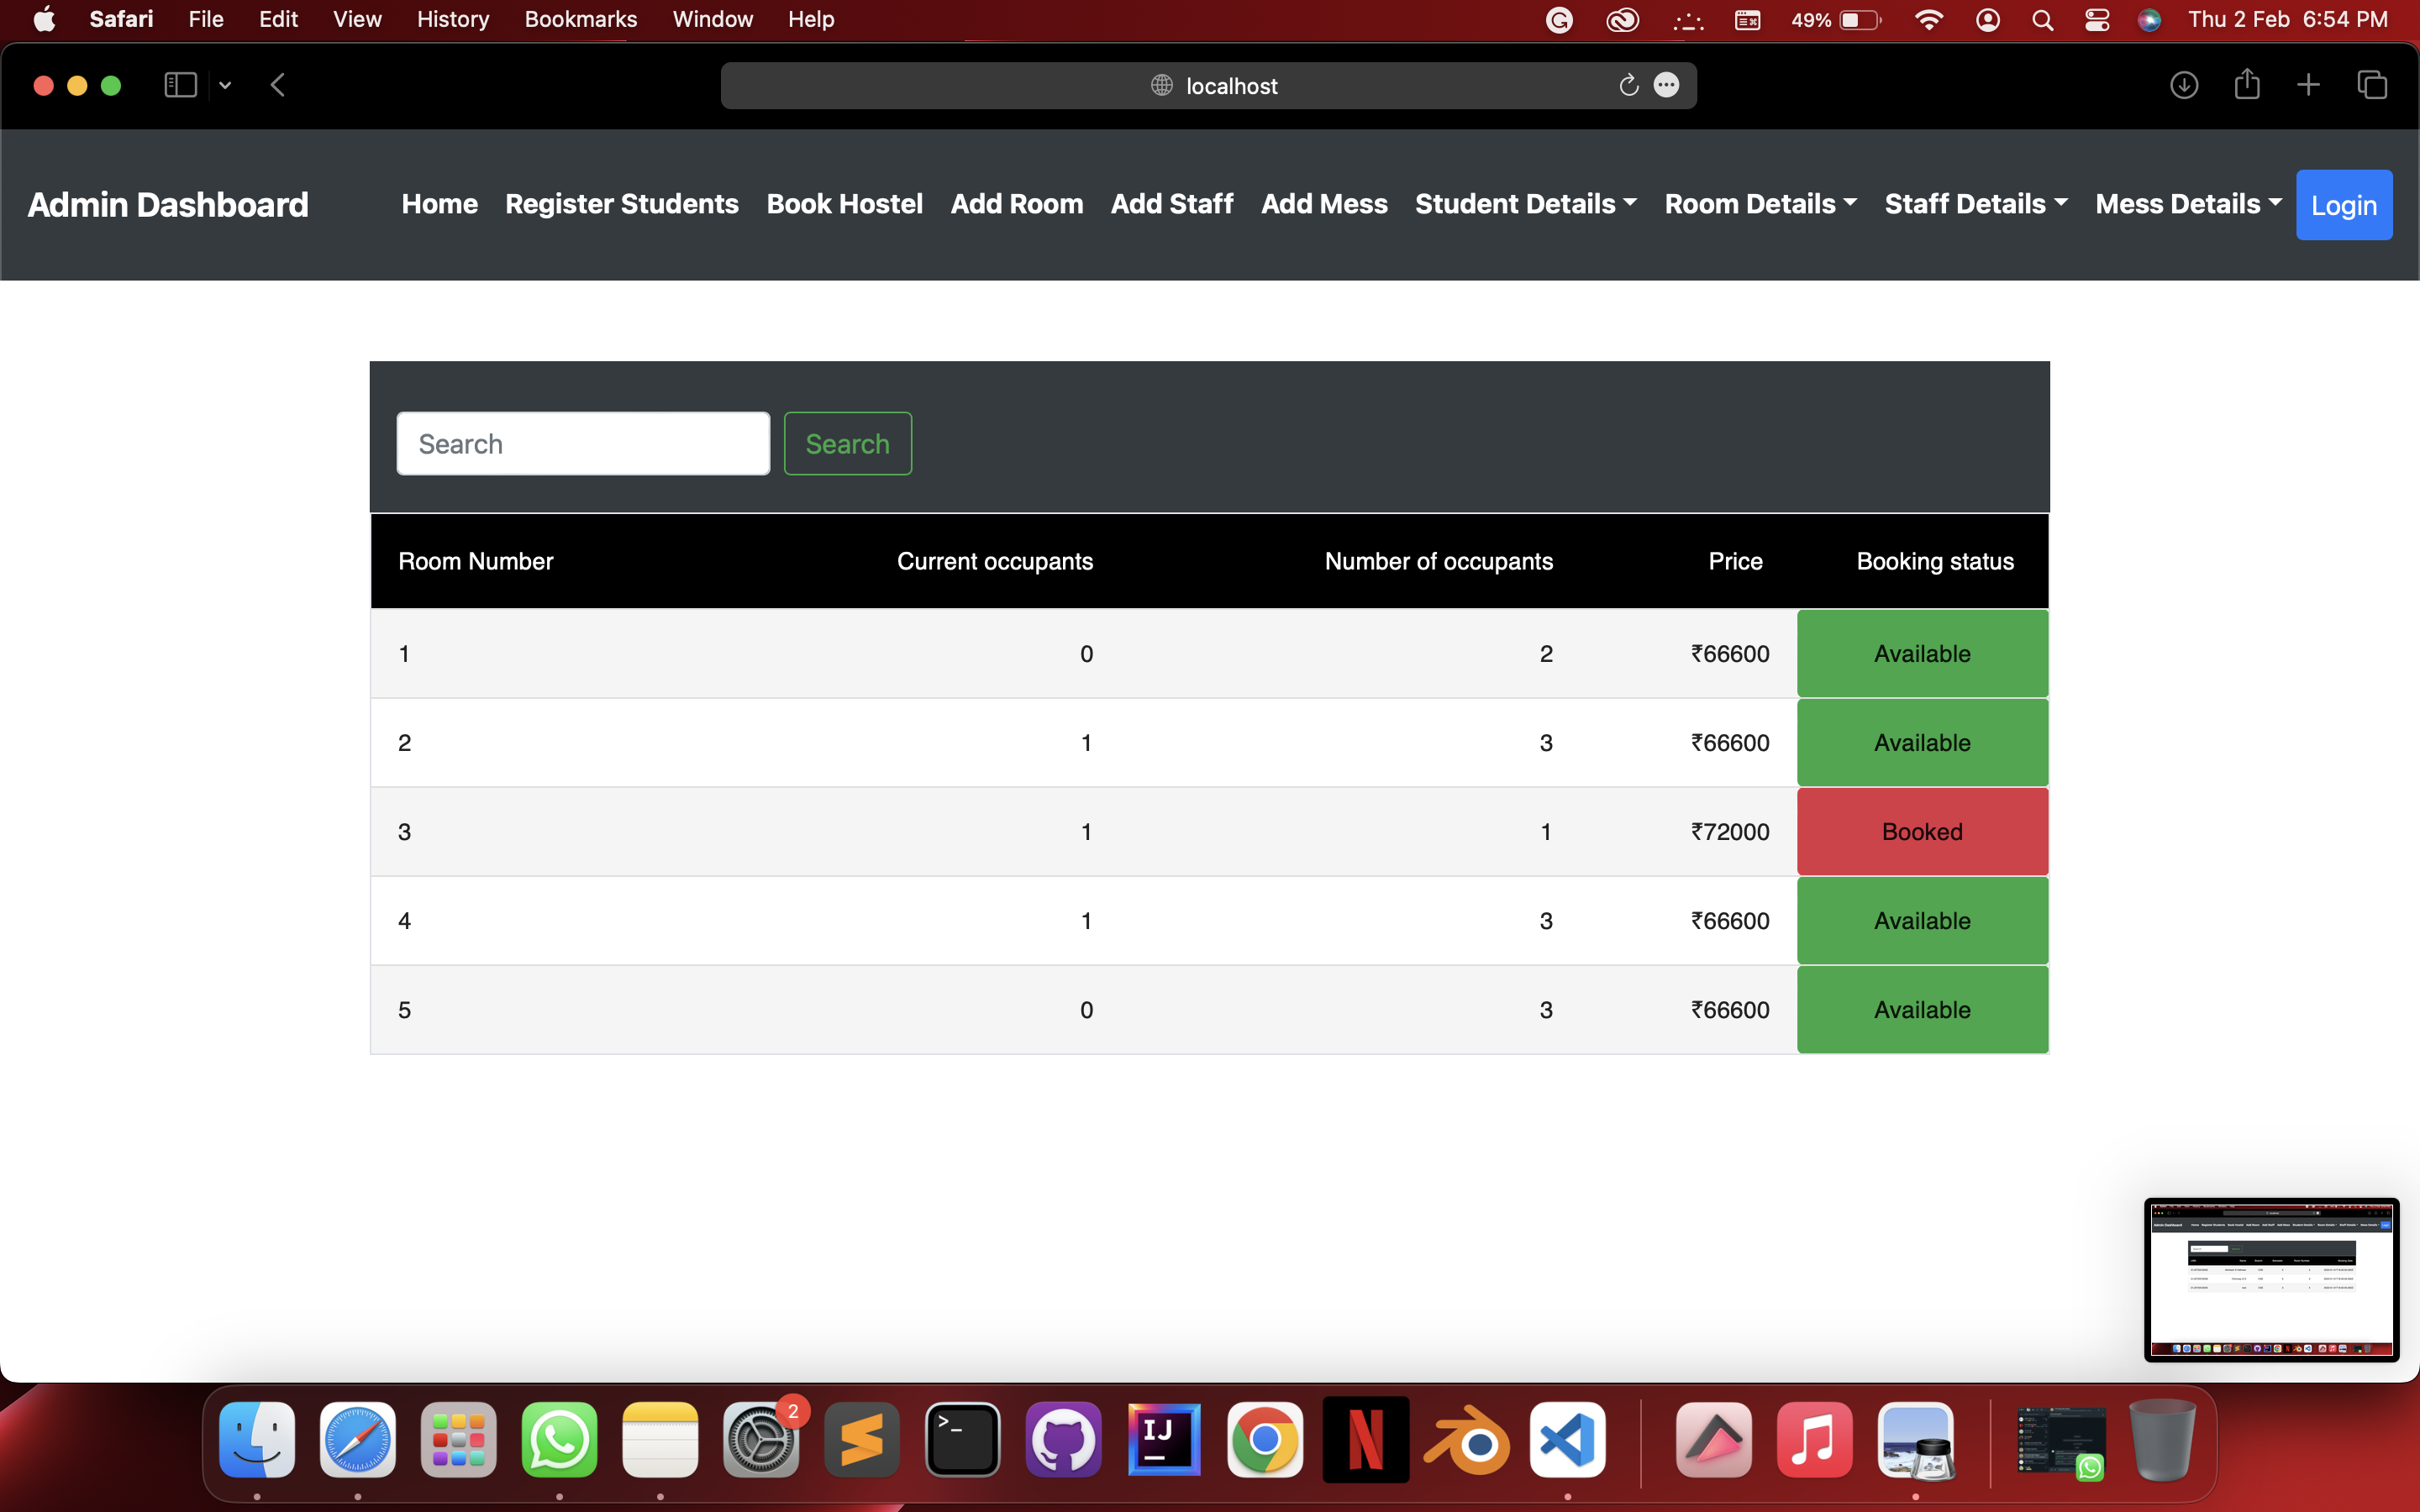 Safari File Edit View History Bookmarks Window Help 49% Thu 2 Feb 6:54 PM
localhost
Admin Dashboard Home Register Students Book Hostel Add Room Add Staff Add Mess Student Details Room Details Staff Details Mess Details Login
Search Search
Room Number Current occupants Number of occupants Price Booking status
1 0 2 ₹66600 Available
2 1 3 ₹66600 Available
3 1 1 ₹72000 Booked
4 1 3 ₹66600 Available
5 0 3 ₹66600 Available
2
>_
IJ
N